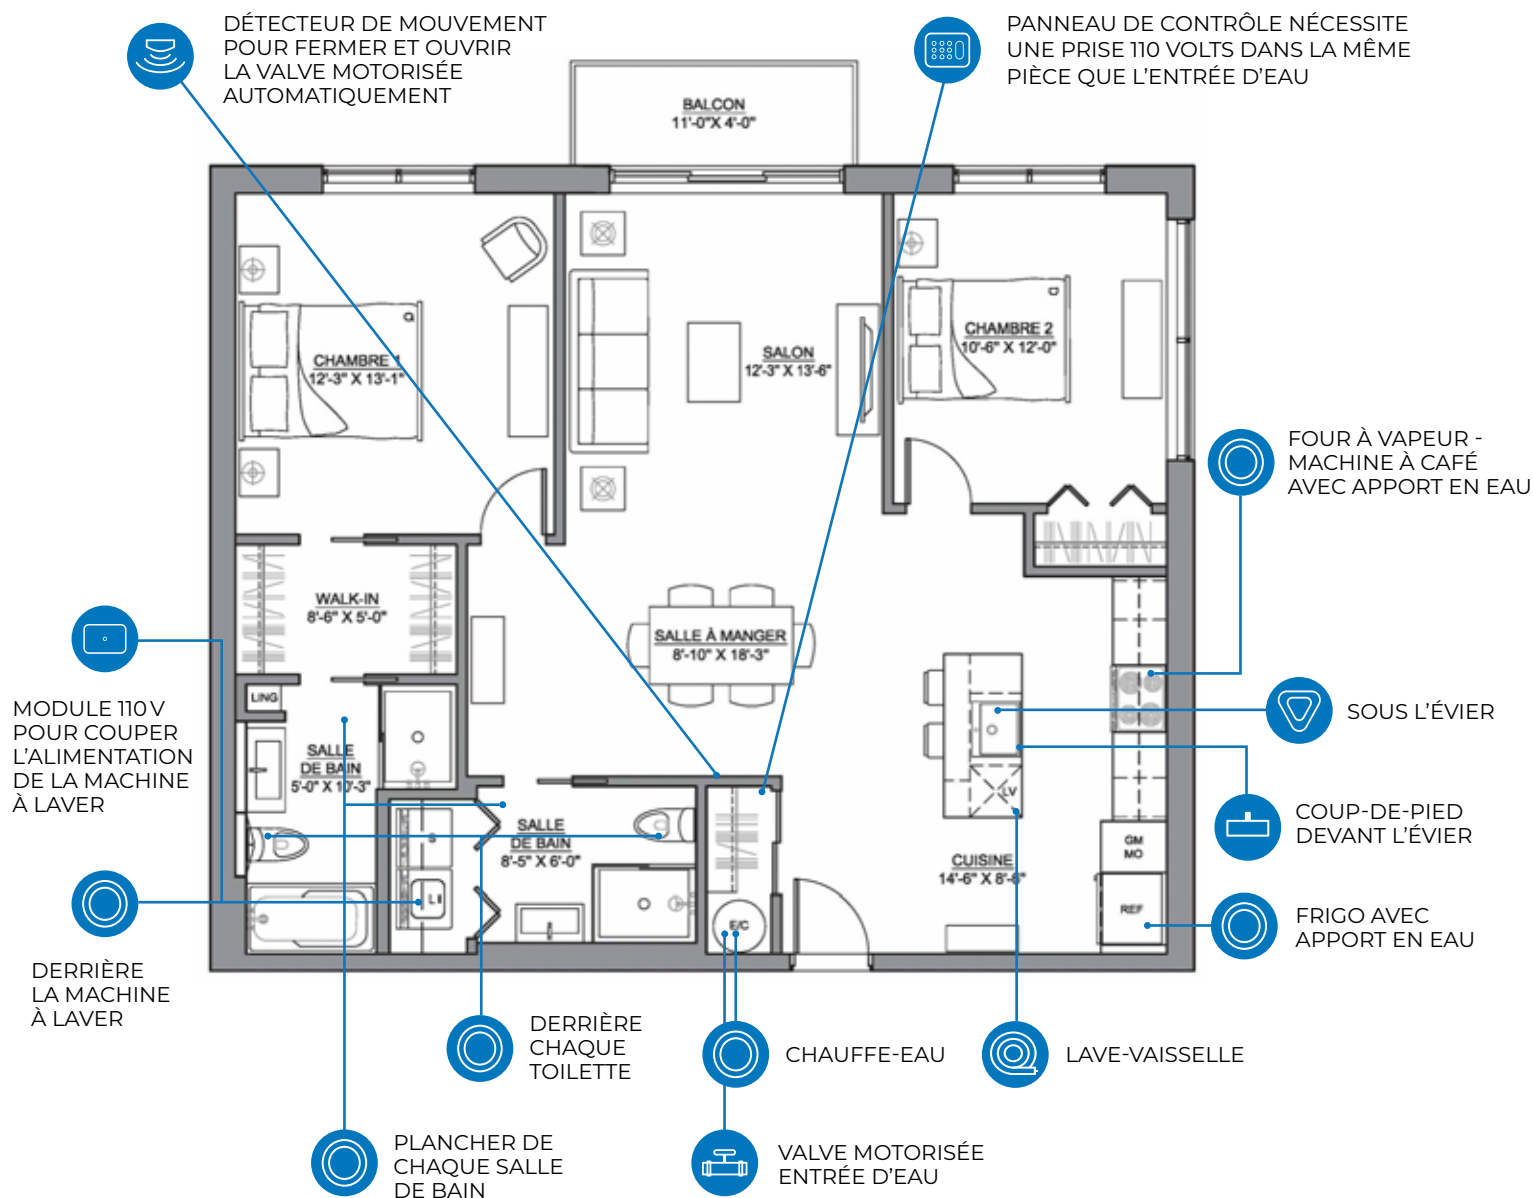 DÉTECTEUR DE MOUVEMENT
POUR FERMER ET OUVRIR
LA VALVE MOTORISÉE
AUTOMATIQUEMENT
PANNEAU DE CONTRÔLE NÉCESSITE
UNE PRISE 110 VOLTS DANS LA MÊME
PIÈCE QUE L'ENTRÉE D'EAU
BALCON
11'-0"X 4'-0"
CHAMBRE 1
12'-3" X 13'-1"
SALON
12'-3" X 13'-6"
CHAMBRE 2
10'-6" X 12'-0"
FOUR À VAPEUR -
MACHINE À CAFÉ
AVEC APPORT EN EAU
WALK-IN
8'-6" X 5'-0"
SALLE À MANGER
8'-10" X 18'-3"
MODULE 110 V
POUR COUPER
L'ALIMENTATION
DE LA MACHINE
À LAVER
LING
SALLE
DE BAIN
5'-0" X 10'-3"
SOUS L'ÉVIER
LV
COUP-DE-PIED
DEVANT L'ÉVIER
S
SALLE
DE BAIN
8'-5" X 6'-0"
GM
MO
CUISINE
14'-6" X 8'-6"
L
E/C
REF
FRIGO AVEC
APPORT EN EAU
DERRIÈRE
LA MACHINE
À LAVER
DERRIÈRE
CHAQUE
TOILETTE
CHAUFFE-EAU
LAVE-VAISSELLE
PLANCHER DE
CHAQUE SALLE
DE BAIN
VALVE MOTORISÉE
ENTRÉE D'EAU